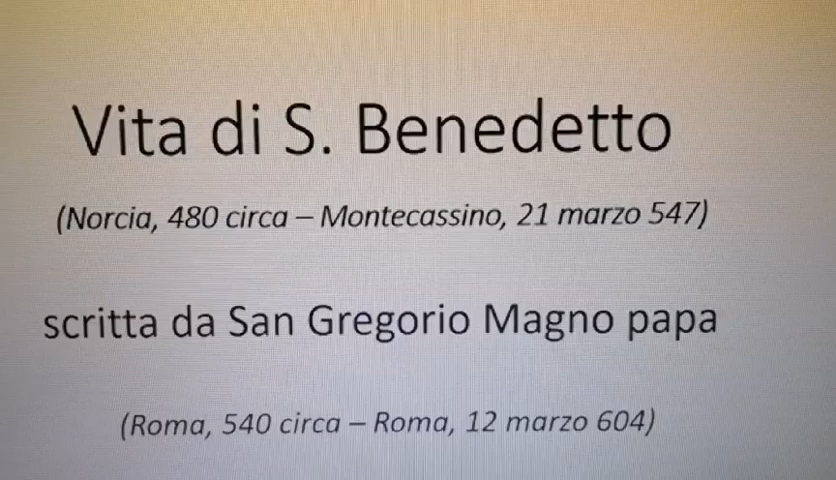 Vita di S. Benedetto
(Norcia, 480 circa – Montecassino, 21 marzo 547)
scritta da San Gregorio Magno papa
(Roma, 540 circa – Roma, 12 marzo 604)